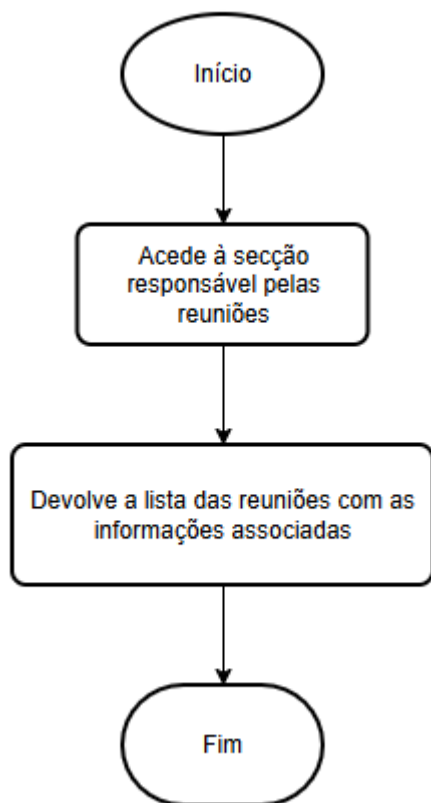 Início
Acede à secção
responsável pelas
reuniões
Devolve a lista das reuniões com as
informações associadas
Fim